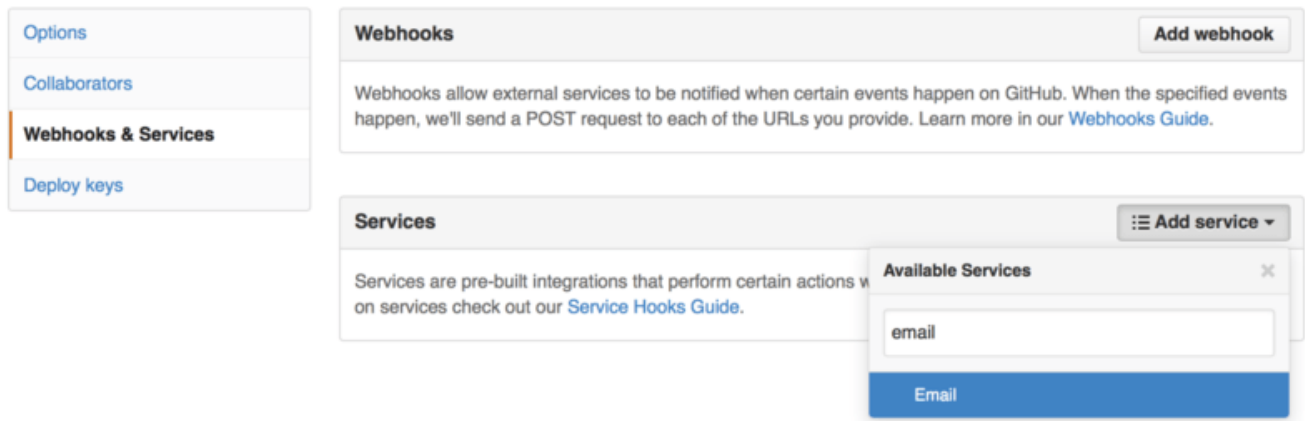 Options
Collaborators
Webhooks & Services
Deploy keys
Webhooks
Add webhook
Webhooks allow external services to be notified when certain events happen on GitHub. When the specified events
happen, we'll send a POST request to each of the URLs you provide. Learn more in our Webhooks Guide.
Services
Add service
Services are pre-built integrations that perform certain actions w
on services check out our Service Hooks Guide.
Available Services
email
Email